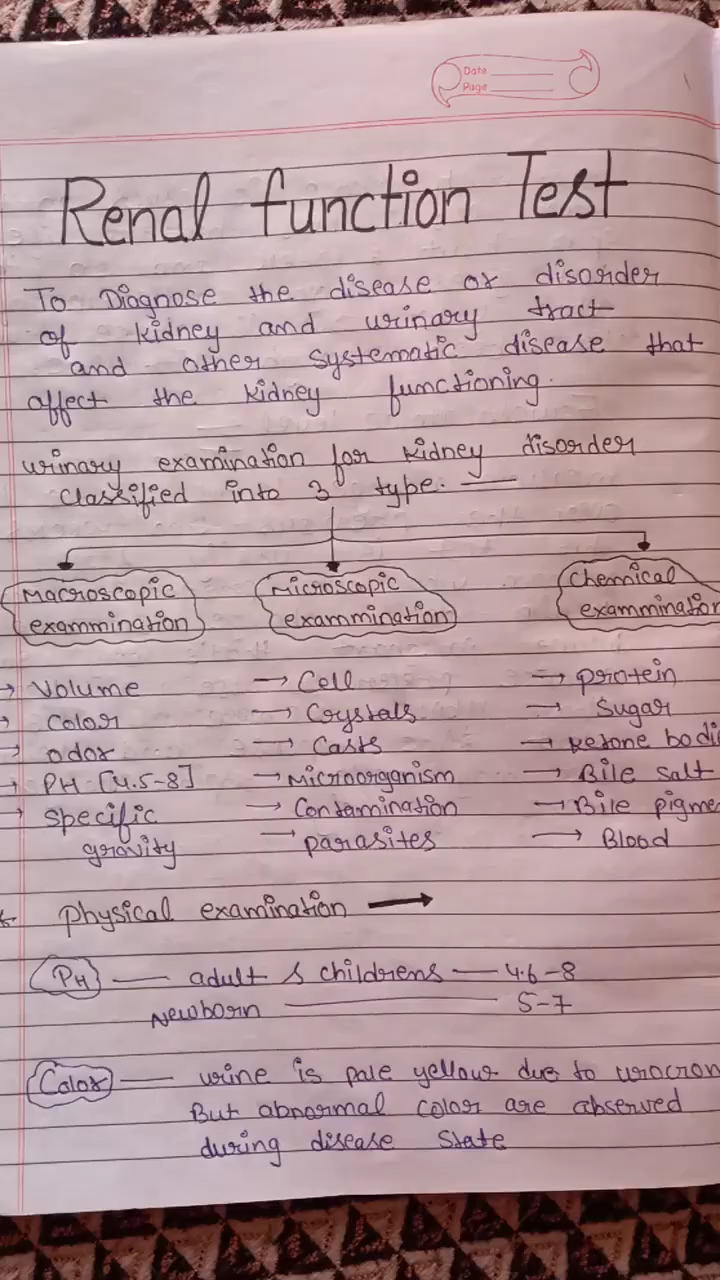 Date
Page
Renal function Test
To Diagnose the disease or disorder
of kidney and urinary tract
and other systematic disease that
affect the kidney functioning.
urinary examination for kidney disorder
classified into 3 type:
Macroscopic exammination
Microscopic exammination
Chemical exammination
→ Volume → Cell → protein
→ Color → Crystals → Sugar
→ odor → Casts → Ketone bodi
→ PH [4.5-8] → Microorganism → Bile salt
→ specific → Contamination → Bile pigme
gravity → parasites → Blood
physical examination →
PH — adult & childrens — 4.6-8
Newborn — 5-7
Color — urine is pale yellow due to urocrom
But abnormal color are observed
during disease state